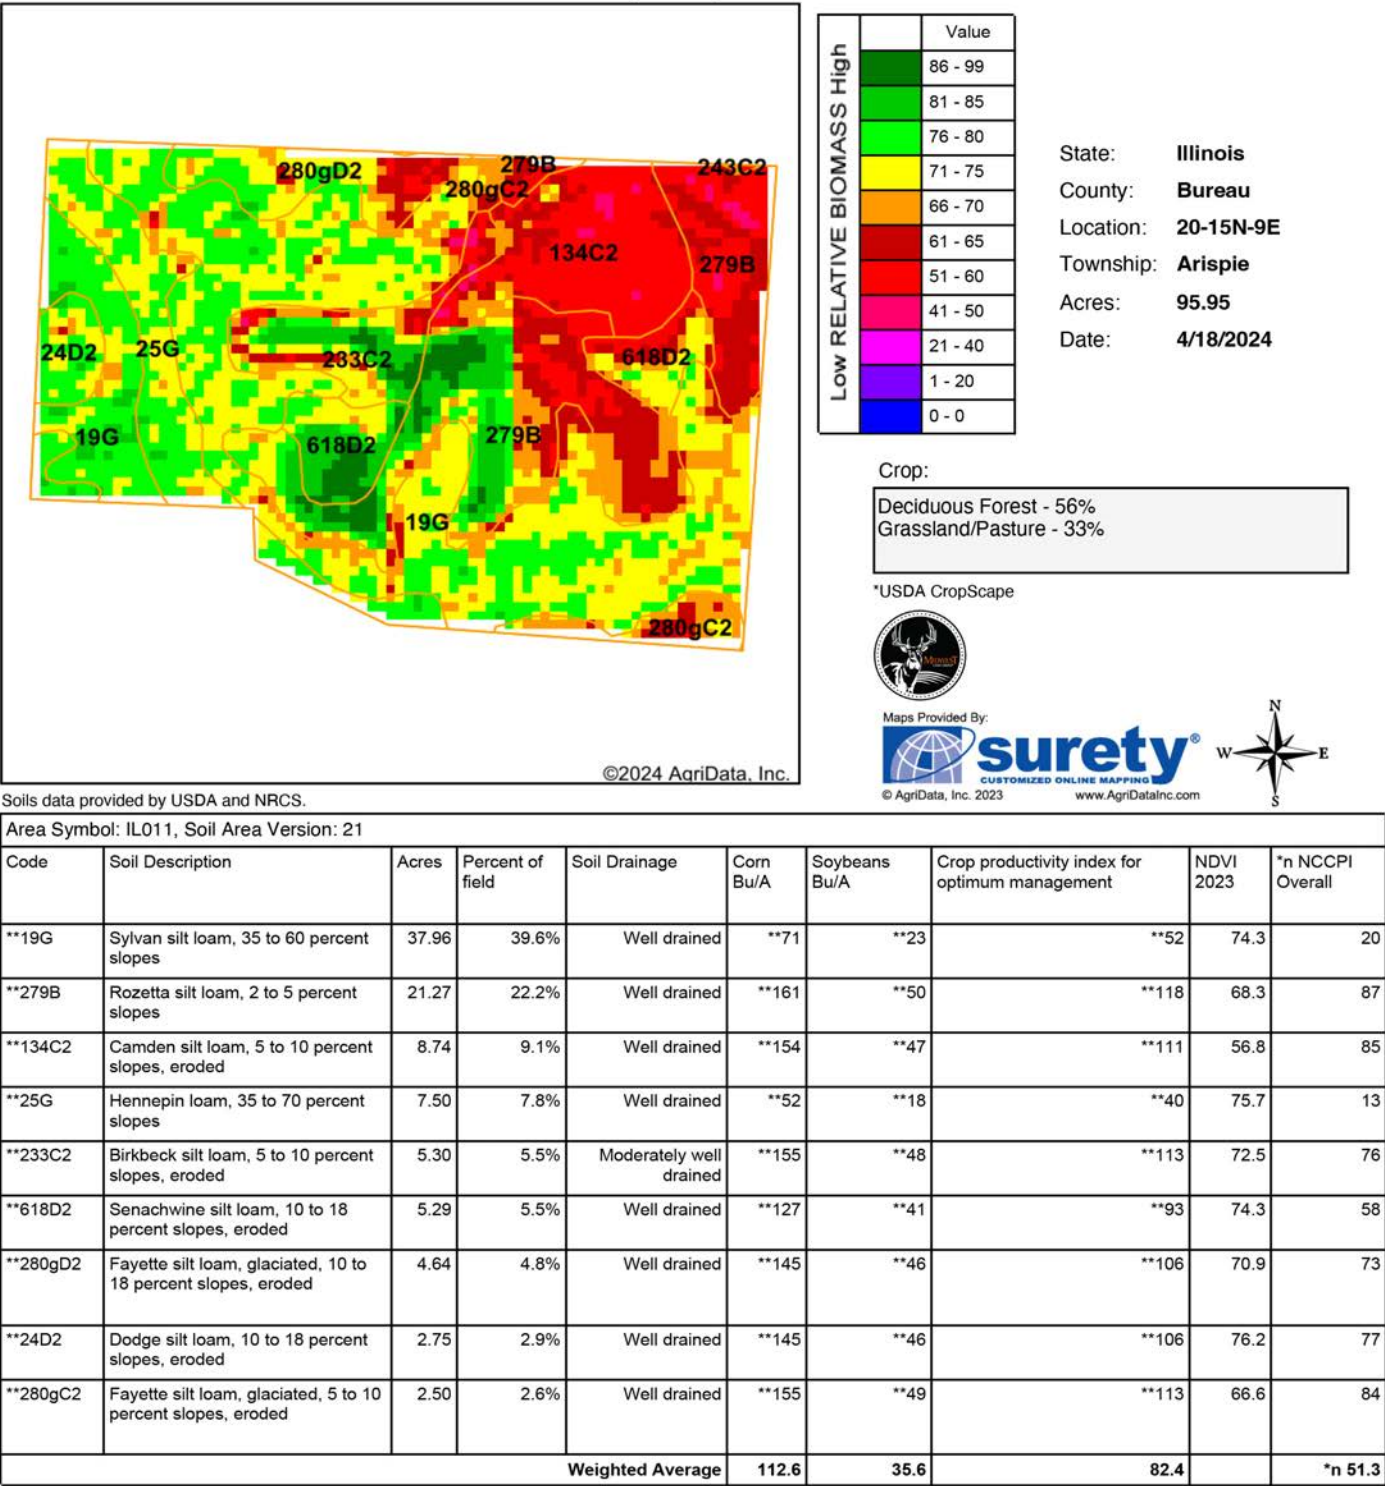 280gD2
279B
280gC2
243C2
134C2
279B
24D2
25G
233C2
618D2
19G
618D2
279B
19G
280gC2
©2024 AgriData, Inc.
Low RELATIVE BIOMASS High
Value
86 - 99
81 - 85
76 - 80
71 - 75
66 - 70
61 - 65
51 - 60
41 - 50
21 - 40
1 - 20
0 - 0
State: Illinois
County: Bureau
Location: 20-15N-9E
Township: Arispie
Acres: 95.95
Date: 4/18/2024
Crop:
Deciduous Forest - 56%
Grassland/Pasture - 33%
*USDA CropScape
MIDWEST
Maps Provided By:
surety®
CUSTOMIZED ONLINE MAPPING
© AgriData, Inc. 2023 www.AgriDataInc.com
N
W E
S
Soils data provided by USDA and NRCS.
Area Symbol: IL011, Soil Area Version: 21
Code Soil Description Acres Percent of Soil Drainage Corn Soybeans Crop productivity index for NDVI *n NCCPI
field Bu/A Bu/A optimum management 2023 Overall
**19G Sylvan silt loam, 35 to 60 percent 37.96 39.6% Well drained **71 **23 **52 74.3 20
slopes
**279B Rozetta silt loam, 2 to 5 percent 21.27 22.2% Well drained **161 **50 **118 68.3 87
slopes
**134C2 Camden silt loam, 5 to 10 percent 8.74 9.1% Well drained **154 **47 **111 56.8 85
slopes, eroded
**25G Hennepin loam, 35 to 70 percent 7.50 7.8% Well drained **52 **18 **40 75.7 13
slopes
**233C2 Birkbeck silt loam, 5 to 10 percent 5.30 5.5% Moderately well **155 **48 **113 72.5 76
slopes, eroded drained
**618D2 Senachwine silt loam, 10 to 18 5.29 5.5% Well drained **127 **41 **93 74.3 58
percent slopes, eroded
**280gD2 Fayette silt loam, glaciated, 10 to 4.64 4.8% Well drained **145 **46 **106 70.9 73
18 percent slopes, eroded
**24D2 Dodge silt loam, 10 to 18 percent 2.75 2.9% Well drained **145 **46 **106 76.2 77
slopes, eroded
**280gC2 Fayette silt loam, glaciated, 5 to 10 2.50 2.6% Well drained **155 **49 **113 66.6 84
percent slopes, eroded
Weighted Average 112.6 35.6 82.4 *n 51.3